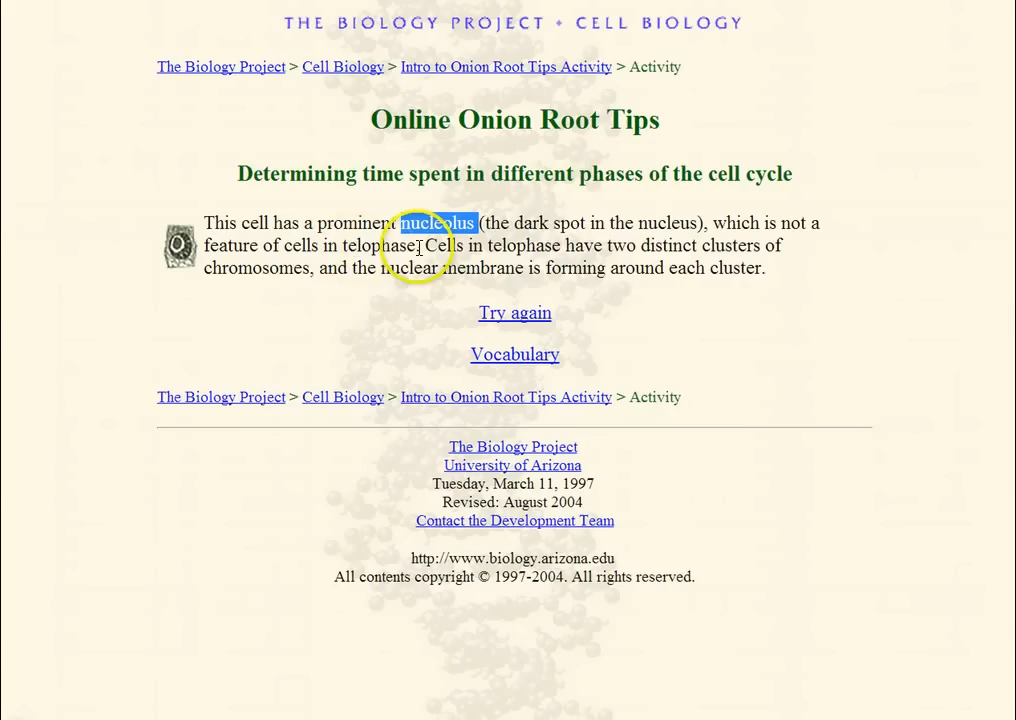 THE BIOLOGY PROJECT • CELL BIOLOGY
The Biology Project > Cell Biology > Intro to Onion Root Tips Activity > Activity
Online Onion Root Tips
Determining time spent in different phases of the cell cycle
This cell has a prominent nucleolus (the dark spot in the nucleus), which is not a
feature of cells in telophase. Cells in telophase have two distinct clusters of
chromosomes, and the nuclear membrane is forming around each cluster.
Try again
Vocabulary
The Biology Project > Cell Biology > Intro to Onion Root Tips Activity > Activity
The Biology Project
University of Arizona
Tuesday, March 11, 1997
Revised: August 2004
Contact the Development Team
http://www.biology.arizona.edu
All contents copyright © 1997-2004. All rights reserved.